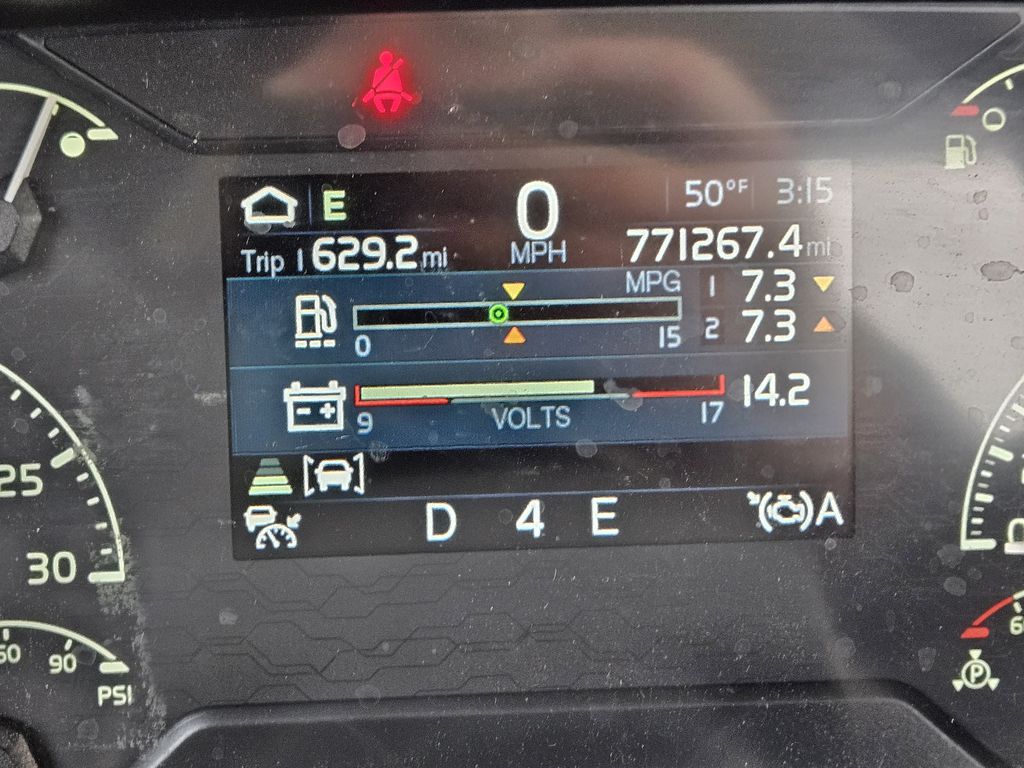 E 0 50°F 3:15
Trip 1 629.2 mi MPH 771267.4 mi
MPG 1 7.3
0 15 2 7.3
14.2
9 VOLTS 17
D 4 E A
25
30
90
PSI
P